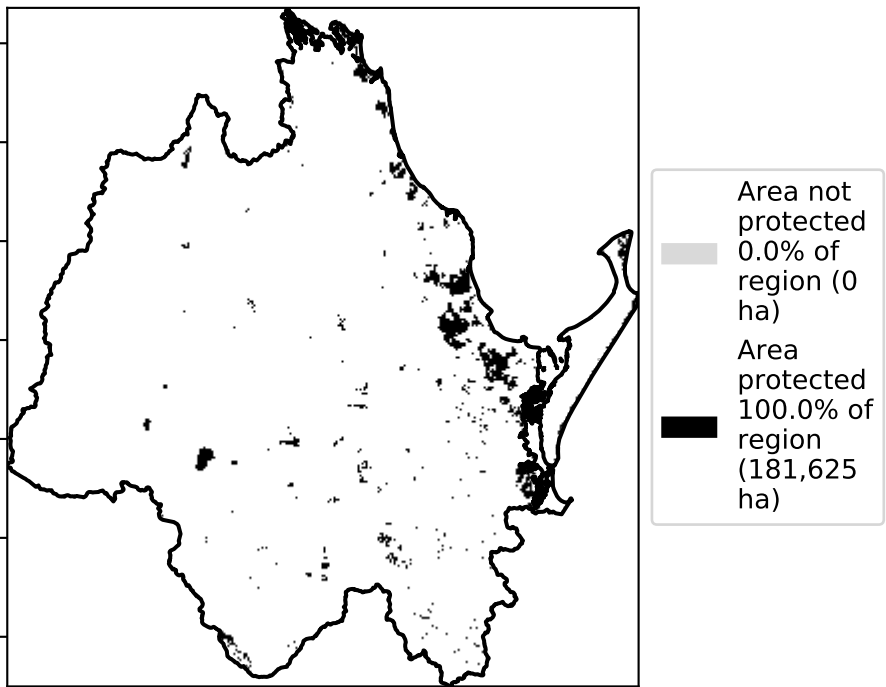 Area not
protected
0.0% of
region (0
ha)
Area
protected
100.0% of
region
(181,625
ha)